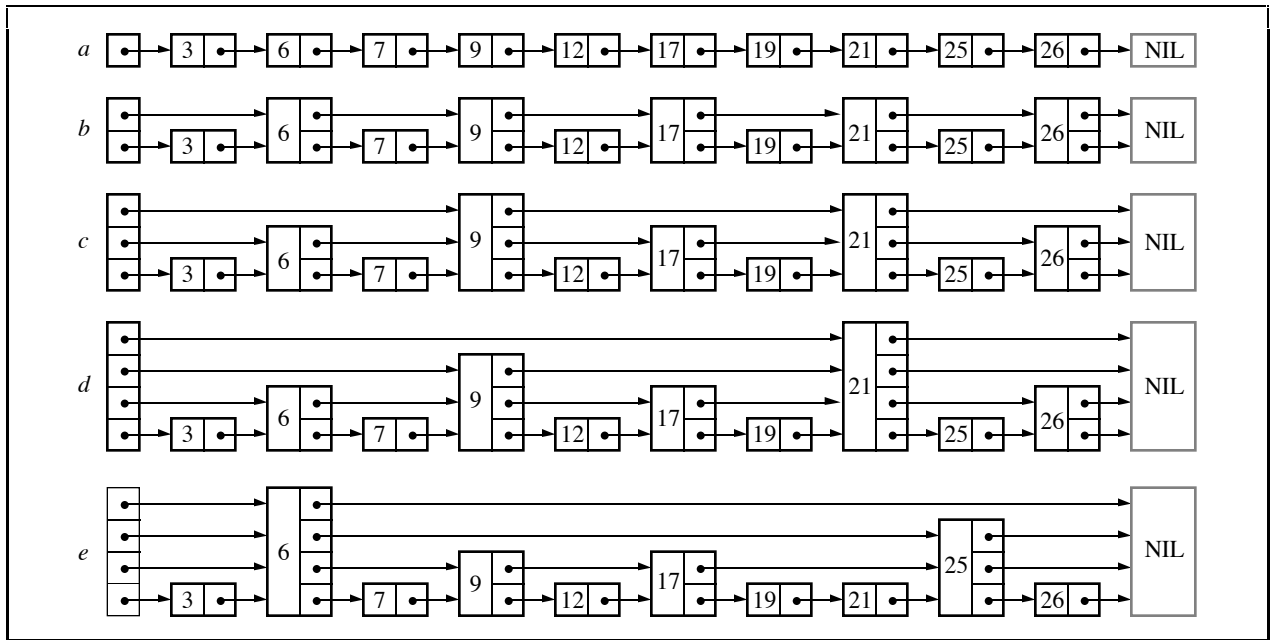 a 3 6 7 9 12 17 19 21 25 26 NIL
b 3 6 7 9 12 17 19 21 25 26 NIL
c 3 6 7 9 12 17 19 21 25 26 NIL
d 3 6 7 9 12 17 19 21 25 26 NIL
e 3 6 7 9 12 17 19 21 25 26 NIL